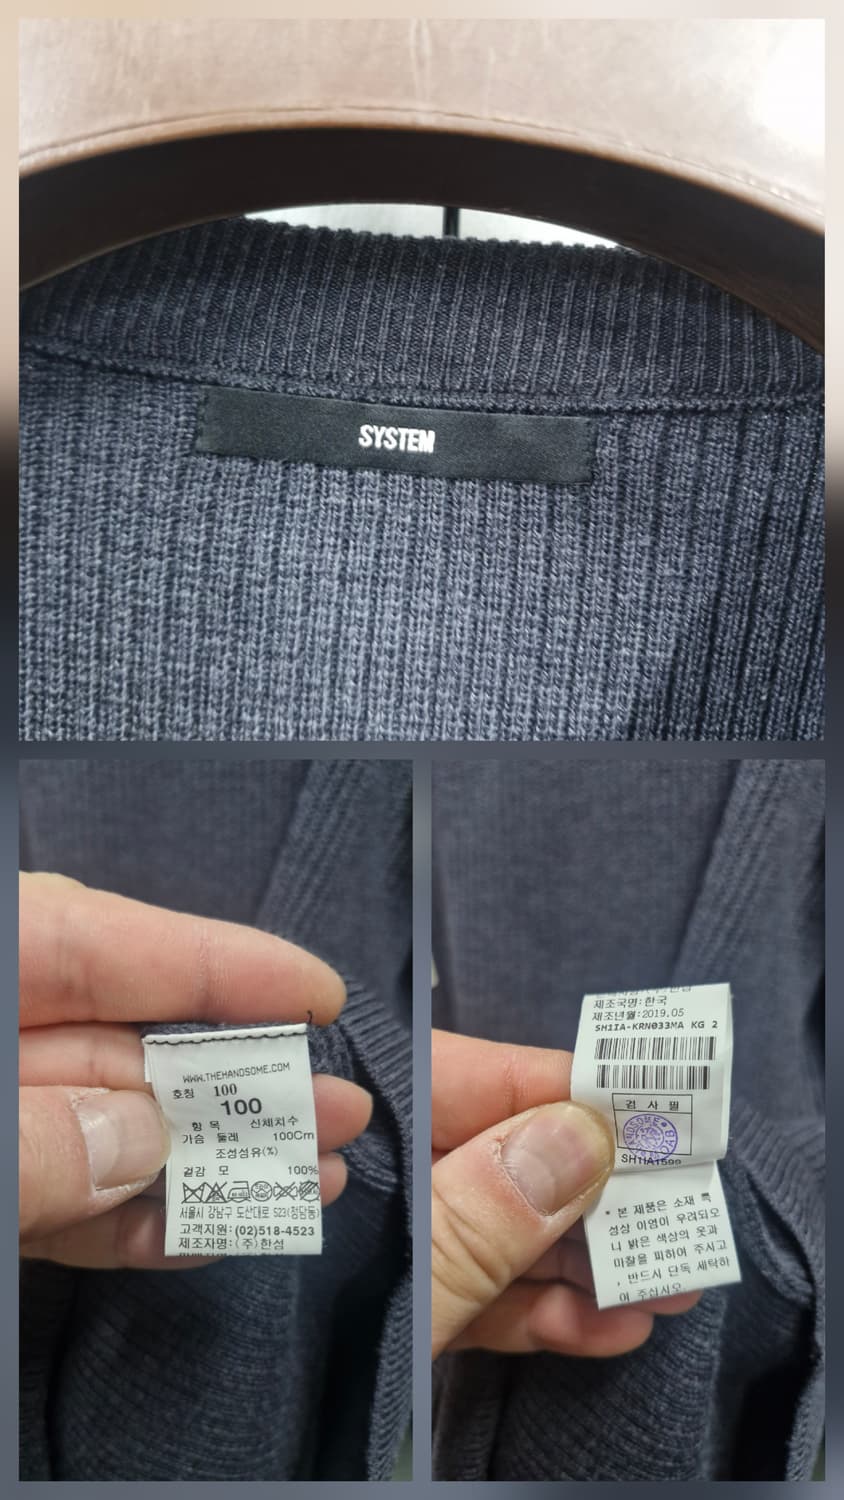 SYSTEM
WWW.THEHANDSOME.COM
호칭 100
100
항 목 신체치수
가슴 둘레 100Cm
조성섬유(%)
겉감 모 100%
서울시 강남구 도산대로 523(청담동)
고객지원:(02)518-4523
제조자명:(주)한섬
제조국명:한국
제조년월:2019.05
SH1IA-KRN033MA KG 2
검 사 필
SH1IA1599
* 본 제품은 소재 특
성상 이염이 우려되오
니 밝은 색상의 옷과
마찰을 피하여 주시고
, 반드시 단독 세탁하
여 주십시오